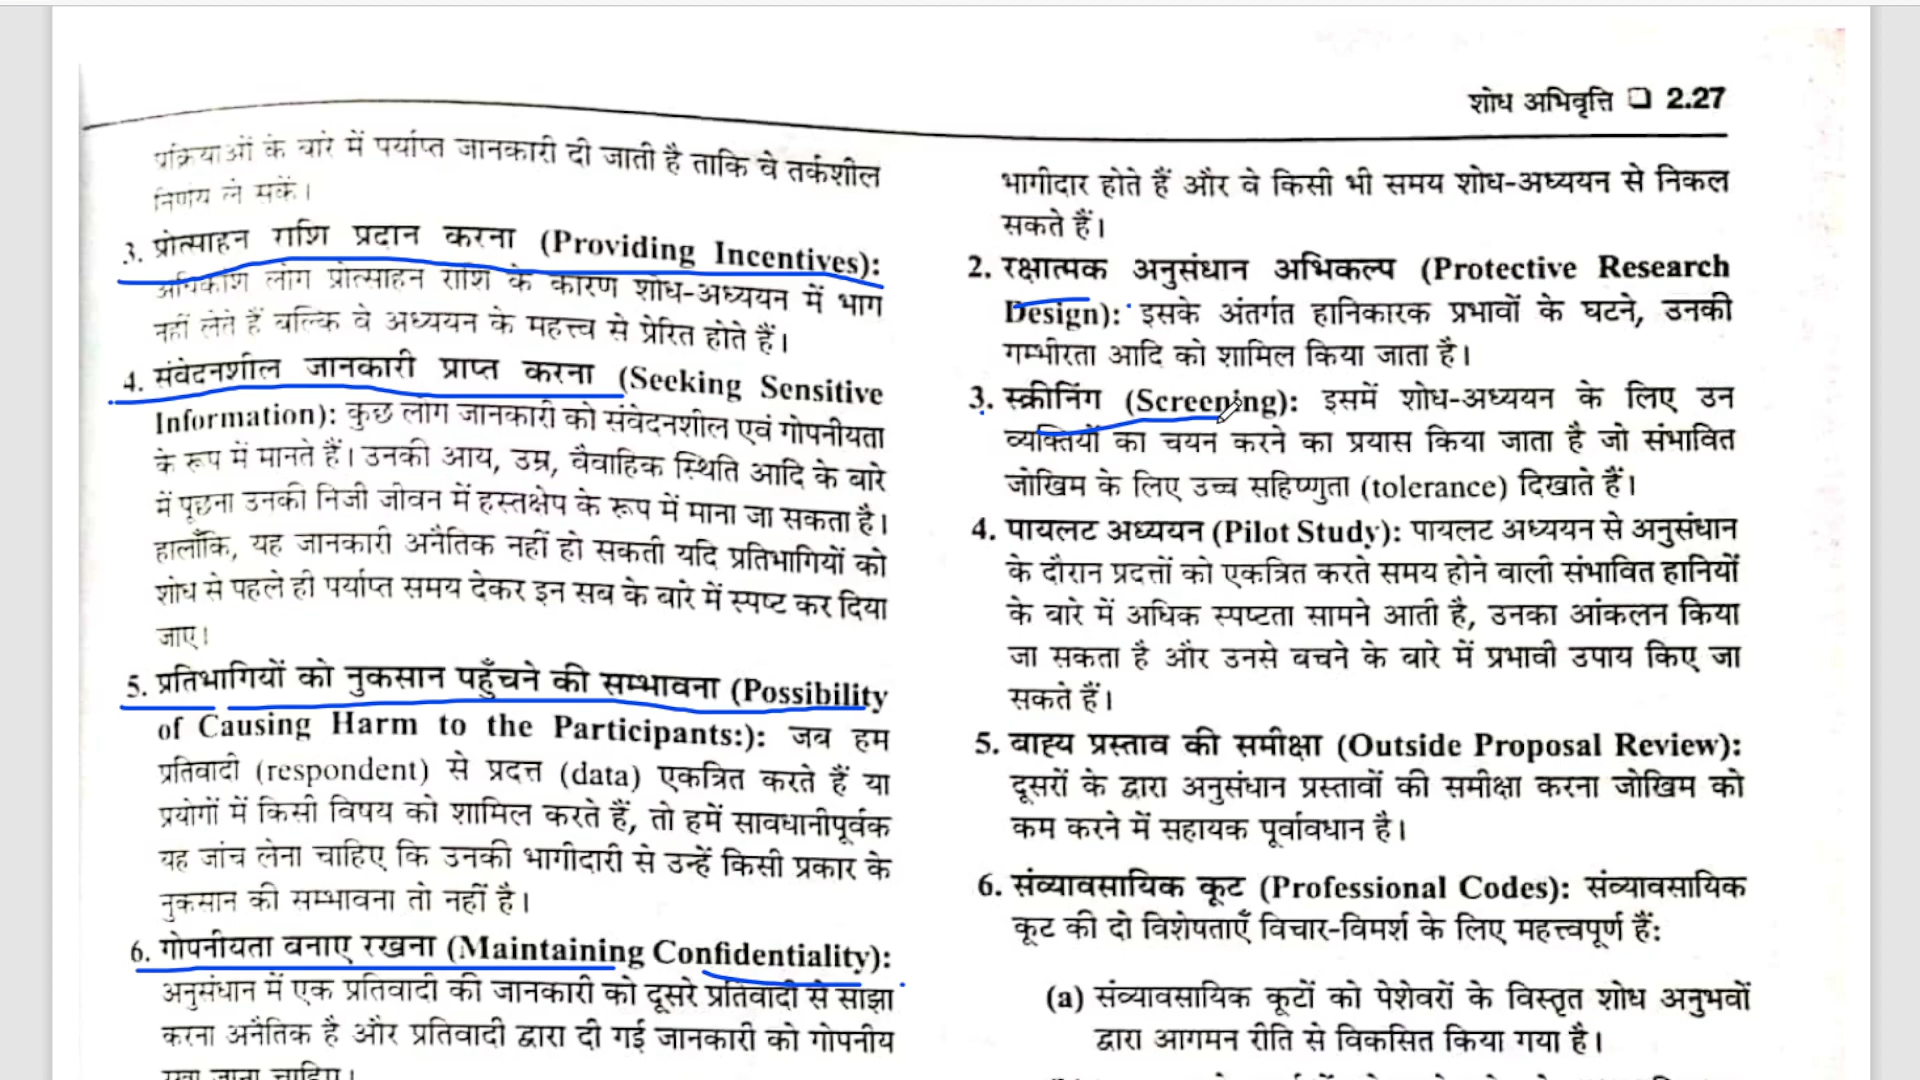 शोध अभिवृत्ति ❑ 2.27
प्रक्रियाओं के बारे में पर्याप्त जानकारी दी जाती है ताकि वे तर्कशील
निर्णय ले सकें।
3. प्रोत्साहन राशि प्रदान करना (Providing Incentives):
अधिकांश लोग प्रोत्साहन राशि के कारण शोध-अध्ययन में भाग
नहीं लेते हैं बल्कि वे अध्ययन के महत्त्व से प्रेरित होते हैं।
4. संवेदनशील जानकारी प्राप्त करना (Seeking Sensitive
Information): कुछ लोग जानकारी को संवेदनशील एवं गोपनीयता
के रूप में मानते हैं। उनकी आय, उम्र, वैवाहिक स्थिति आदि के बारे
में पूछना उनकी निजी जीवन में हस्तक्षेप के रूप में माना जा सकता है।
हालाँकि, यह जानकारी अनैतिक नहीं हो सकती यदि प्रतिभागियों को
शोध से पहले ही पर्याप्त समय देकर इन सब के बारे में स्पष्ट कर दिया
जाए।
5. प्रतिभागियों को नुकसान पहुँचने की सम्भावना (Possibility
of Causing Harm to the Participants:): जब हम
प्रतिवादी (respondent) से प्रदत्त (data) एकत्रित करते हैं या
प्रयोगों में किसी विषय को शामिल करते हैं, तो हमें सावधानीपूर्वक
यह जांच लेना चाहिए कि उनकी भागीदारी से उन्हें किसी प्रकार के
नुकसान की सम्भावना तो नहीं है।
6. गोपनीयता बनाए रखना (Maintaining Confidentiality):
अनुसंधान में एक प्रतिवादी की जानकारी को दूसरे प्रतिवादी से साझा
करना अनैतिक है और प्रतिवादी द्वारा दी गई जानकारी को गोपनीय
रखा जाना चाहिए।
भागीदार होते हैं और वे किसी भी समय शोध-अध्ययन से निकल
सकते हैं।
2. रक्षात्मक अनुसंधान अभिकल्प (Protective Research
Design): इसके अंतर्गत हानिकारक प्रभावों के घटने, उनकी
गम्भीरता आदि को शामिल किया जाता है।
3. स्क्रीनिंग (Screening): इसमें शोध-अध्ययन के लिए उन
व्यक्तियों का चयन करने का प्रयास किया जाता है जो संभावित
जोखिम के लिए उच्च सहिष्णुता (tolerance) दिखाते हैं।
4. पायलट अध्ययन (Pilot Study): पायलट अध्ययन से अनुसंधान
के दौरान प्रदत्तों को एकत्रित करते समय होने वाली संभावित हानियों
के बारे में अधिक स्पष्टता सामने आती है, उनका आंकलन किया
जा सकता है और उनसे बचने के बारे में प्रभावी उपाय किए जा
सकते हैं।
5. बाह्य प्रस्ताव की समीक्षा (Outside Proposal Review):
दूसरों के द्वारा अनुसंधान प्रस्तावों की समीक्षा करना जोखिम को
कम करने में सहायक पूर्वावधान है।
6. संव्यावसायिक कूट (Professional Codes): संव्यावसायिक
कूट की दो विशेषताएँ विचार-विमर्श के लिए महत्त्वपूर्ण हैं:
(a) संव्यावसायिक कूटों को पेशेवरों के विस्तृत शोध अनुभवों
द्वारा आगमन रीति से विकसित किया गया है।